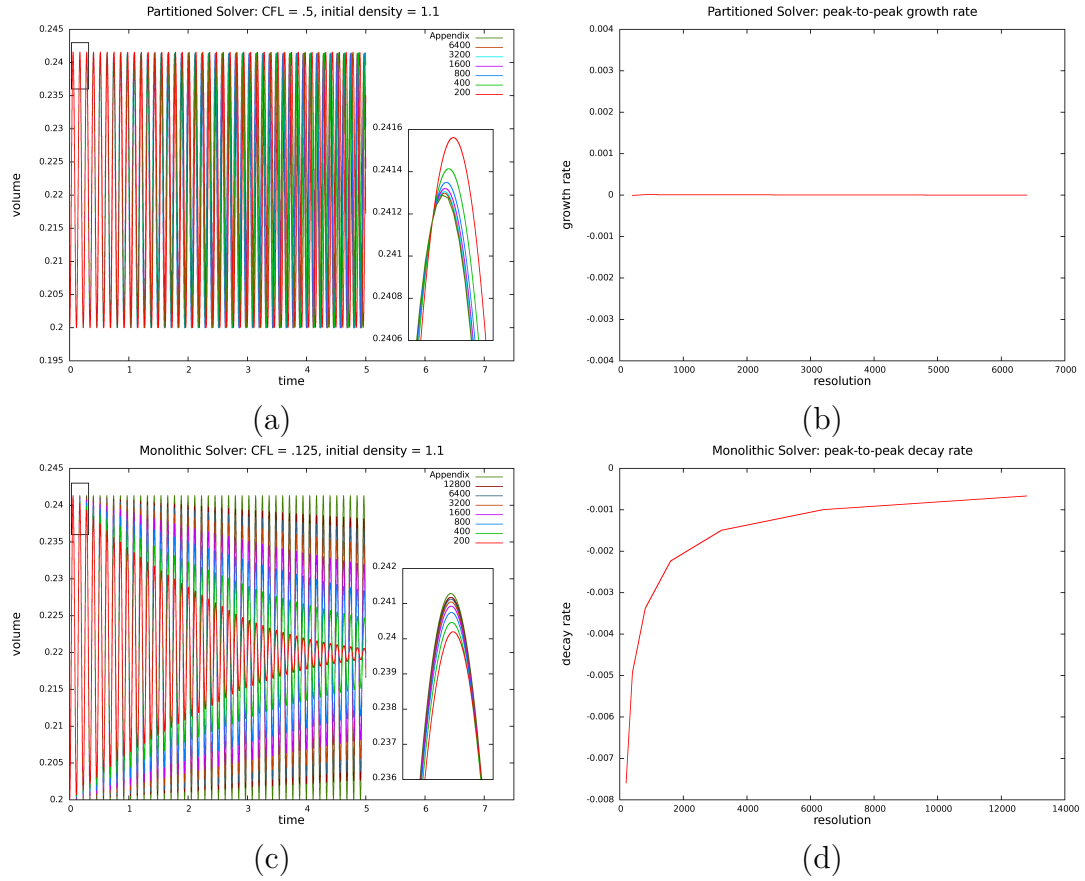 Partitioned Solver: CFL = .5, initial density = 1.1
volume
0.245
0.24
0.235
0.23
0.225
0.22
0.215
0.21
0.205
0.2
0.195
0 1 2 3 4 5 6 7
time
Appendix
6400
3200
1600
800
400
200
0.2416
0.2414
0.2412
0.241
0.2408
0.2406
(a)
Partitioned Solver: peak-to-peak growth rate
growth rate
0.004
0.003
0.002
0.001
0
-0.001
-0.002
-0.003
-0.004
0 1000 2000 3000 4000 5000 6000 7000
resolution
(b)
Monolithic Solver: CFL = .125, initial density = 1.1
volume
0.245
0.24
0.235
0.23
0.225
0.22
0.215
0.21
0.205
0.2
0 1 2 3 4 5 6 7
time
Appendix
12800
6400
3200
1600
800
400
200
0.242
0.241
0.24
0.239
0.238
0.237
0.236
(c)
Monolithic Solver: peak-to-peak decay rate
decay rate
0
-0.001
-0.002
-0.003
-0.004
-0.005
-0.006
-0.007
-0.008
0 2000 4000 6000 8000 10000 12000 14000
resolution
(d)